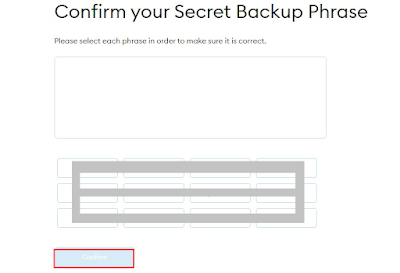 Confirm your Secret Backup Phrase
Please select each phrase in order to make sure it is correct.
Confirm